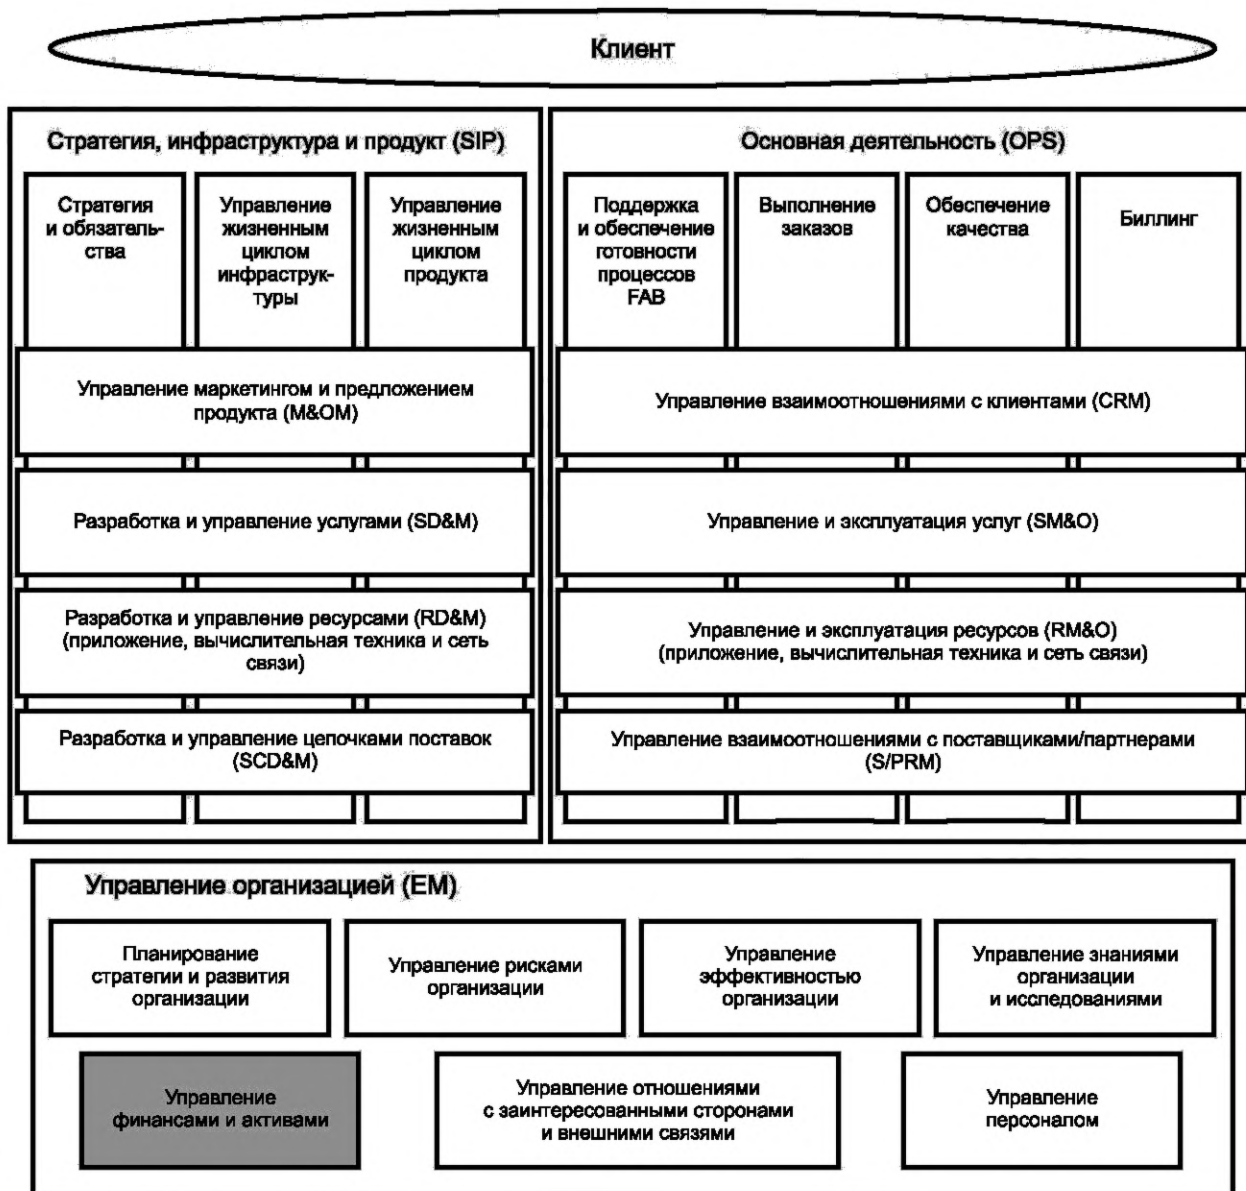 Клиент
Стратегия, инфраструктура и продукт (SIP)
Стратегия
и обязатель-
ства
Управление
жизненным
циклом
инфраструк-
туры
Управление
жизненным
циклом
продукта
Управление маркетингом и предложением
продукта (M&OM)
Разработка и управление услугами (SD&M)
Разработка и управление ресурсами (RD&M)
(приложение, вычислительная техника и сеть
связи)
Разработка и управление цепочками поставок
(SCD&M)
Основная деятельность (OPS)
Поддержка
и обеспечение
готовности
процессов
FAB
Выполнение
заказов
Обеспечение
качества
Биллинг
Управление взаимоотношениями с клиентами (CRM)
Управление и эксплуатация услуг (SM&O)
Управление и эксплуатация ресурсов (RM&O)
(приложение, вычислительная техника и сеть связи)
Управление взаимоотношениями с поставщиками/партнерами
(S/PRM)
Управление организацией (EM)
Планирование
стратегии и развития
организации
Управление рисками
организации
Управление
эффективностью
организации
Управление знаниями
организации
и исследованиями
Управление
финансами и активами
Управление отношениями
с заинтересованными сторонами
и внешними связями
Управление
персоналом